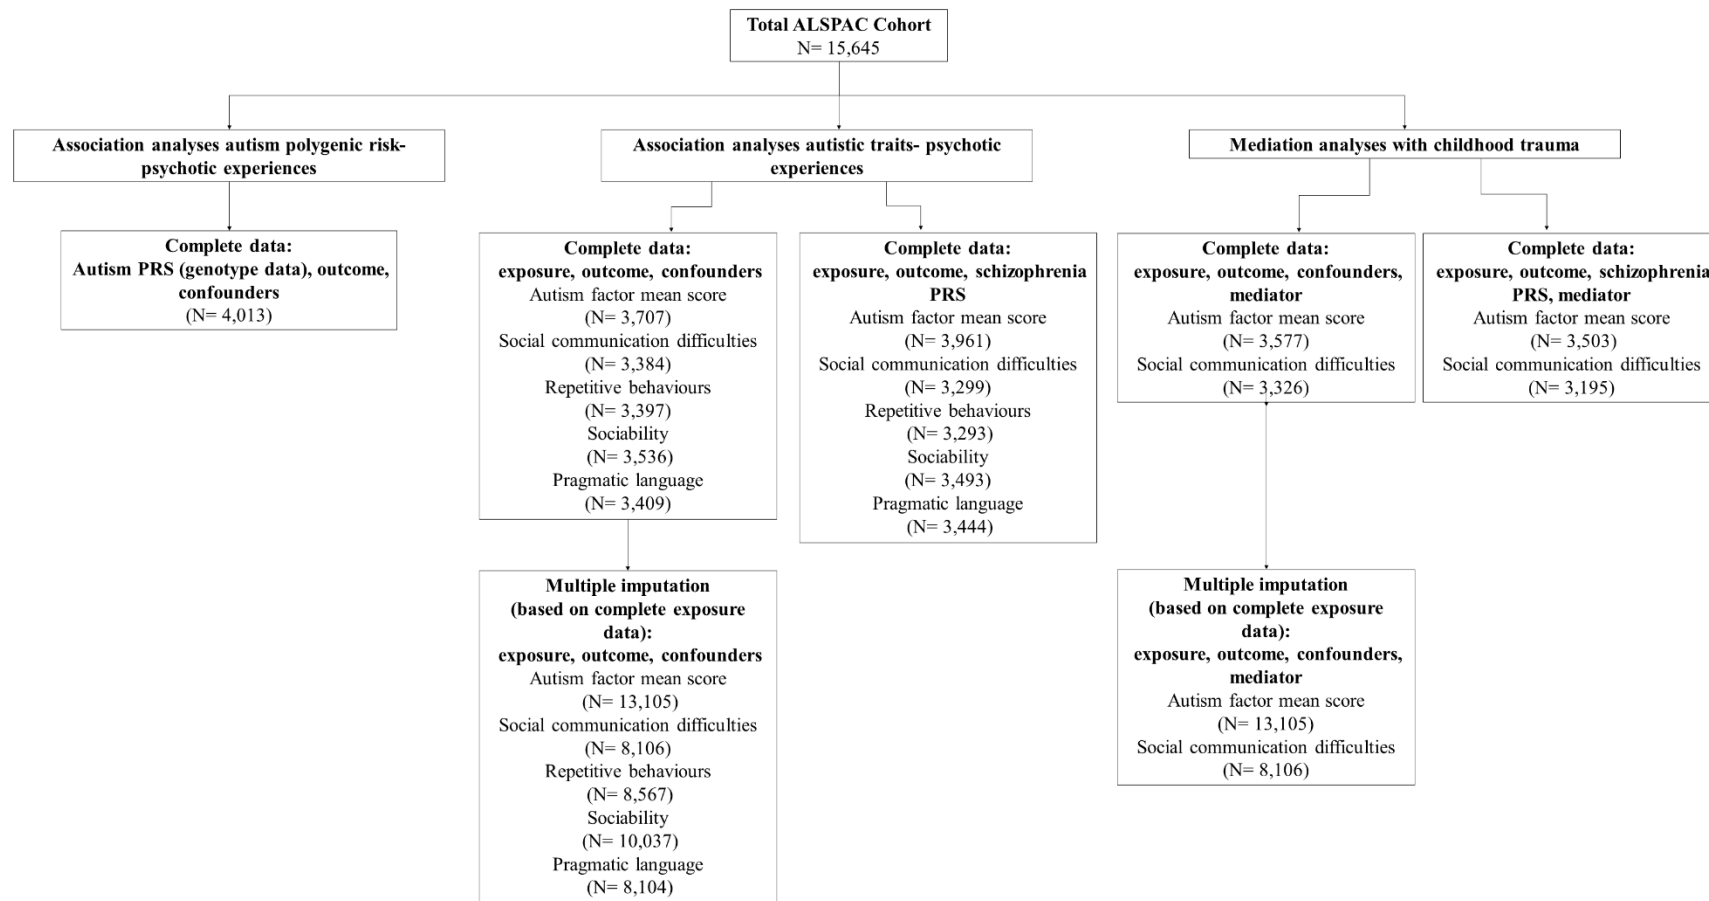 Total ALSPAC Cohort
N= 15,645
Association analyses autism polygenic risk-
psychotic experiences
Complete data:
Autism PRS (genotype data), outcome,
confounders
(N= 4,013)
Association analyses autistic traits- psychotic
experiences
Complete data:
exposure, outcome, confounders
Autism factor mean score
(N= 3,707)
Social communication difficulties
(N= 3,384)
Repetitive behaviours
(N= 3,397)
Sociability
(N= 3,536)
Pragmatic language
(N= 3,409)
Multiple imputation
(based on complete exposure
data):
exposure, outcome, confounders
Autism factor mean score
(N= 13,105)
Social communication difficulties
(N= 8,106)
Repetitive behaviours
(N= 8,567)
Sociability
(N= 10,037)
Pragmatic language
(N= 8,104)
Complete data:
exposure, outcome, schizophrenia
PRS
Autism factor mean score
(N= 3,961)
Social communication difficulties
(N= 3,299)
Repetitive behaviours
(N= 3,293)
Sociability
(N= 3,493)
Pragmatic language
(N= 3,444)
Mediation analyses with childhood trauma
Complete data:
exposure, outcome, confounders,
mediator
Autism factor mean score
(N= 3,577)
Social communication difficulties
(N= 3,326)
Multiple imputation
(based on complete exposure
data):
exposure, outcome, confounders,
mediator
Autism factor mean score
(N= 13,105)
Social communication difficulties
(N= 8,106)
Complete data:
exposure, outcome, schizophrenia
PRS, mediator
Autism factor mean score
(N= 3,503)
Social communication difficulties
(N= 3,195)